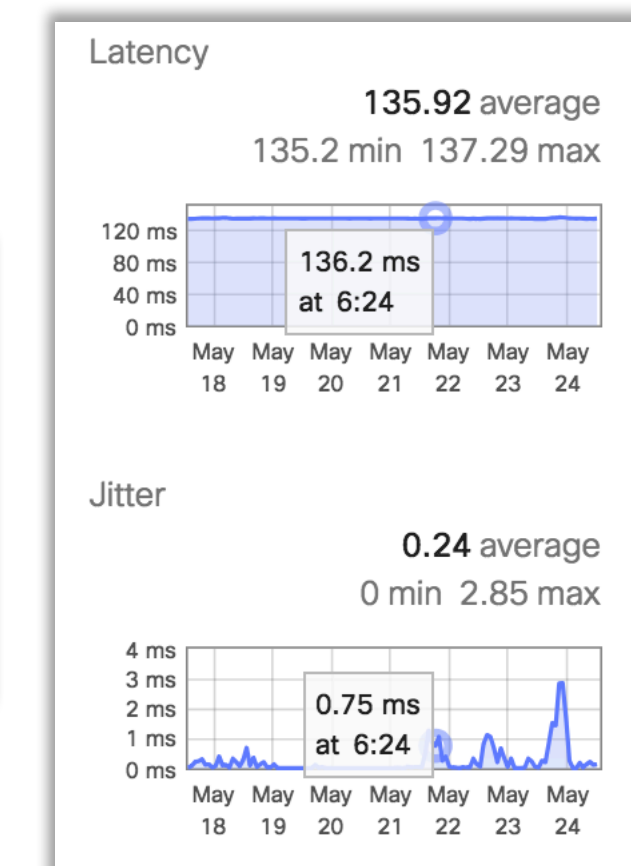 Latency
135.92 average
135.2 min 137.29 max
120 ms
80 ms
40 ms
0 ms
136.2 ms
at 6:24
May May May May May May May
18 19 20 21 22 23 24
Jitter
0.24 average
0 min 2.85 max
4 ms
3 ms
2 ms
1 ms
0 ms
0.75 ms
at 6:24
May May May May May May May
18 19 20 21 22 23 24